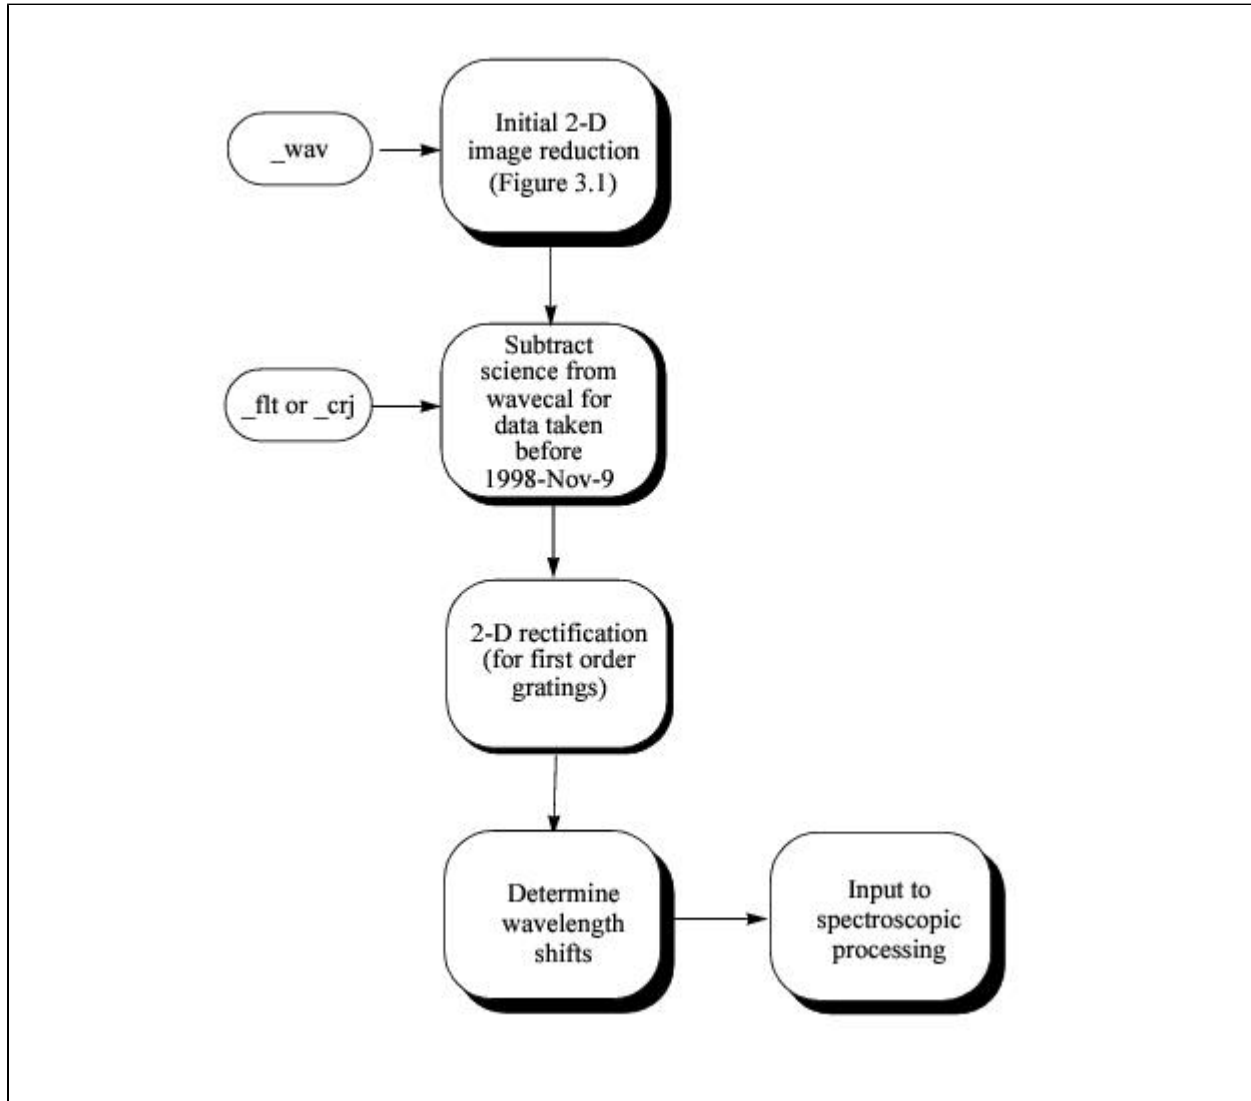 _wav
Initial 2-D
image reduction
(Figure 3.1)
_flt or _crj
Subtract
science from
wavecal for
data taken
before
1998-Nov-9
2-D rectification
(for first order
gratings)
Determine
wavelength
shifts
Input to
spectroscopic
processing